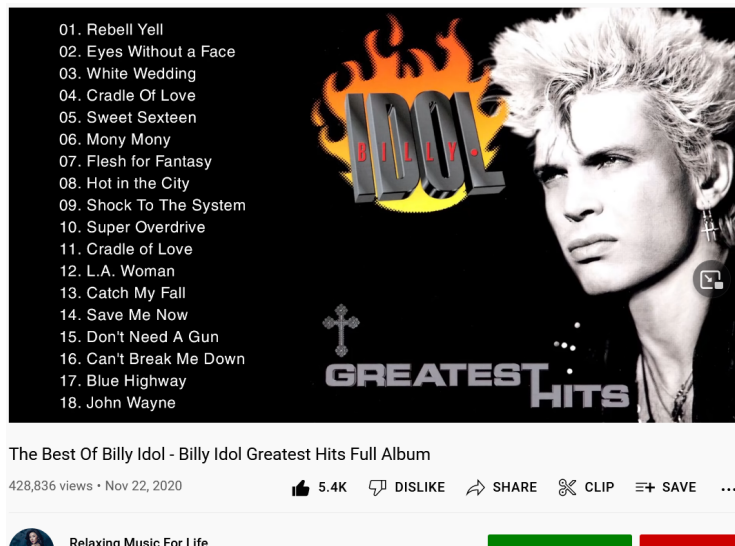 01. Rebell Yell
02. Eyes Without a Face
03. White Wedding
04. Cradle Of Love
05. Sweet Sexteen
06. Mony Mony
07. Flesh for Fantasy
08. Hot in the City
09. Shock To The System
10. Super Overdrive
11. Cradle of Love
12. L.A. Woman
13. Catch My Fall
14. Save Me Now
15. Don't Need A Gun
16. Can't Break Me Down
17. Blue Highway
18. John Wayne
IDOL
BILLY
GREATEST
HITS
The Best Of Billy Idol - Billy Idol Greatest Hits Full Album
428,836 views • Nov 22, 2020 5.4K DISLIKE SHARE CLIP SAVE ...
Relaxing Music For Life